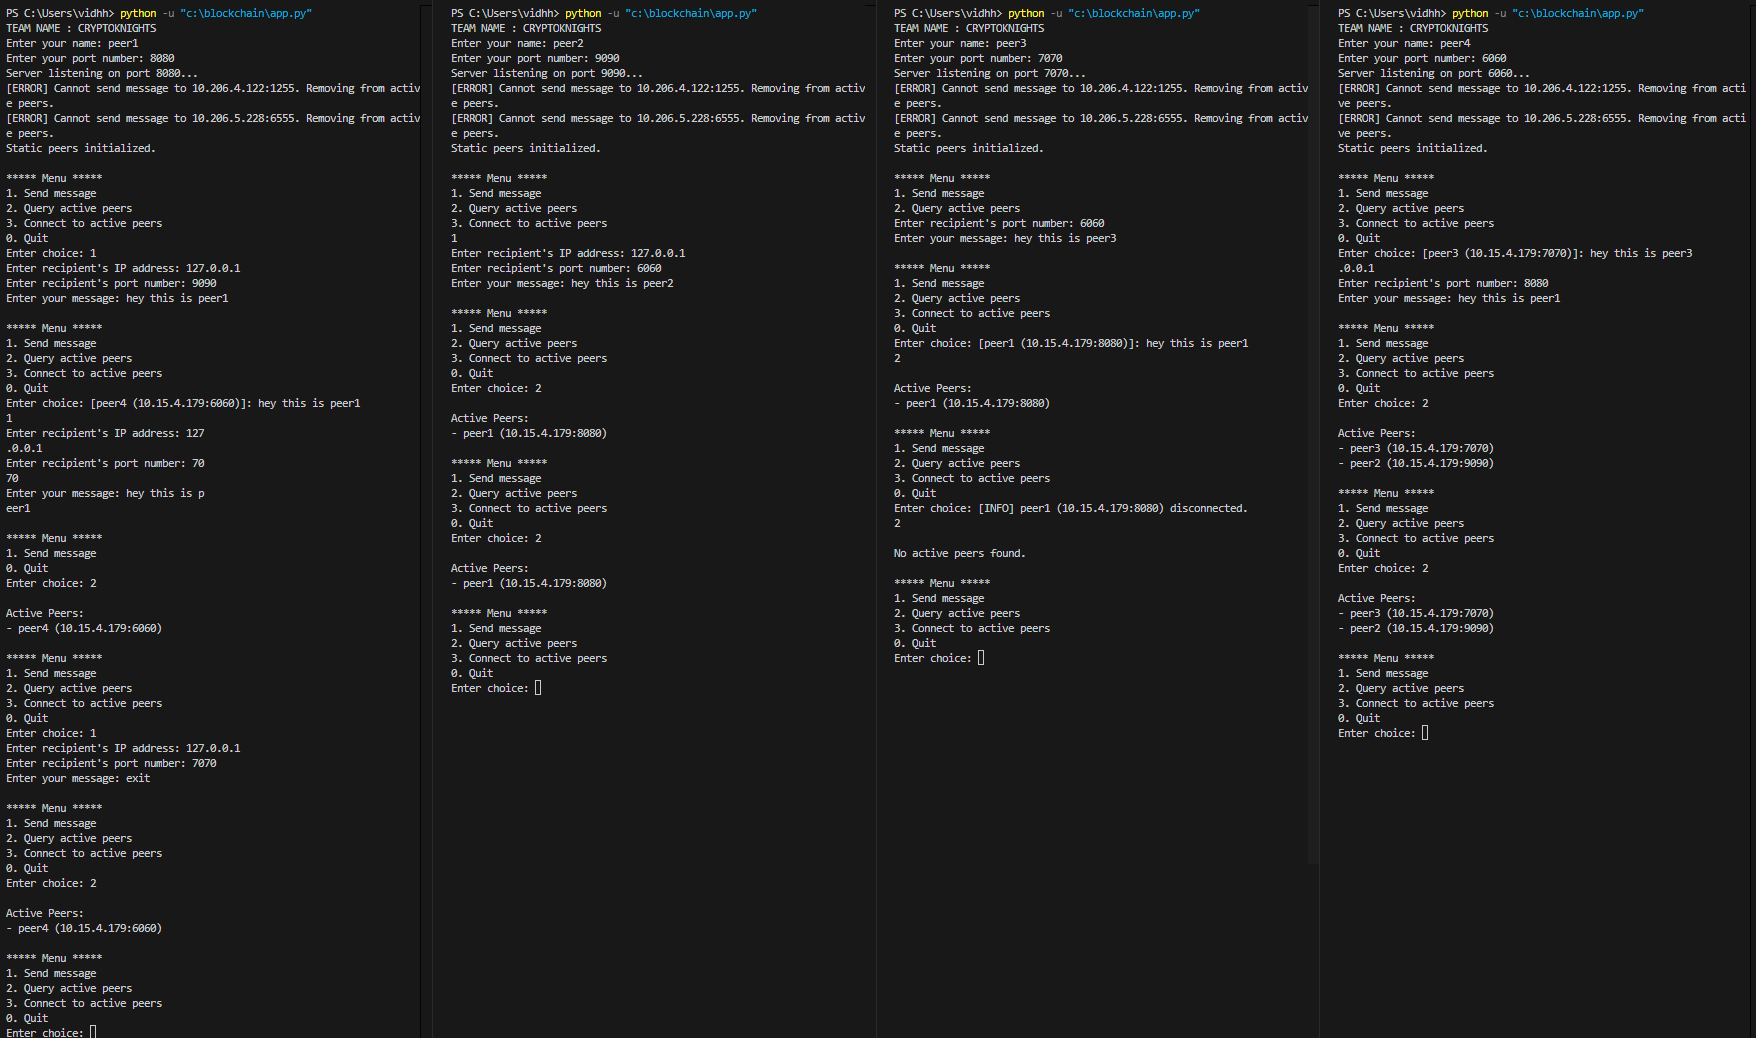 PS C:\Users\vidhh> python -u "c:\blockchain\app.py"
TEAM NAME : CRYPTOKNIGHTS
Enter your name: peer1
Enter your port number: 8080
Server listening on port 8080...
[ERROR] Cannot send message to 10.206.4.122:1255. Removing from activ
e peers.
[ERROR] Cannot send message to 10.206.5.228:6555. Removing from activ
e peers.
Static peers initialized.
***** Menu *****
1. Send message
2. Query active peers
3. Connect to active peers
0. Quit
Enter choice: 1
Enter recipient's IP address: 127.0.0.1
Enter recipient's port number: 9090
Enter your message: hey this is peer1
***** Menu *****
1. Send message
2. Query active peers
3. Connect to active peers
0. Quit
Enter choice: [peer4 (10.15.4.179:6060)]: hey this is peer1
1
Enter recipient's IP address: 127
.0.0.1
Enter recipient's port number: 70
70
Enter your message: hey this is p
eer1
***** Menu *****
1. Send message
0. Quit
Enter choice: 2
Active Peers:
- peer4 (10.15.4.179:6060)
***** Menu *****
1. Send message
2. Query active peers
3. Connect to active peers
0. Quit
Enter choice: 1
Enter recipient's IP address: 127.0.0.1
Enter recipient's port number: 7070
Enter your message: exit
***** Menu *****
1. Send message
2. Query active peers
3. Connect to active peers
0. Quit
Enter choice: 2
Active Peers:
- peer4 (10.15.4.179:6060)
***** Menu *****
1. Send message
2. Query active peers
3. Connect to active peers
0. Quit
Enter choice:
PS C:\Users\vidhh> python -u "c:\blockchain\app.py"
TEAM NAME : CRYPTOKNIGHTS
Enter your name: peer2
Enter your port number: 9090
Server listening on port 9090...
[ERROR] Cannot send message to 10.206.4.122:1255. Removing from activ
e peers.
[ERROR] Cannot send message to 10.206.5.228:6555. Removing from activ
e peers.
Static peers initialized.
***** Menu *****
1. Send message
2. Query active peers
3. Connect to active peers
1
Enter recipient's IP address: 127.0.0.1
Enter recipient's port number: 6060
Enter your message: hey this is peer2
***** Menu *****
1. Send message
2. Query active peers
3. Connect to active peers
0. Quit
Enter choice: 2
Active Peers:
- peer1 (10.15.4.179:8080)
***** Menu *****
1. Send message
2. Query active peers
3. Connect to active peers
0. Quit
Enter choice: 2
Active Peers:
- peer1 (10.15.4.179:8080)
***** Menu *****
1. Send message
2. Query active peers
3. Connect to active peers
0. Quit
Enter choice:
PS C:\Users\vidhh> python -u "c:\blockchain\app.py"
TEAM NAME : CRYPTOKNIGHTS
Enter your name: peer3
Enter your port number: 7070
Server listening on port 7070...
[ERROR] Cannot send message to 10.206.4.122:1255. Removing from activ
e peers.
[ERROR] Cannot send message to 10.206.5.228:6555. Removing from activ
e peers.
Static peers initialized.
***** Menu *****
1. Send message
2. Query active peers
Enter recipient's port number: 6060
Enter your message: hey this is peer3
***** Menu *****
1. Send message
2. Query active peers
3. Connect to active peers
0. Quit
Enter choice: [peer1 (10.15.4.179:8080)]: hey this is peer1
2
Active Peers:
- peer1 (10.15.4.179:8080)
***** Menu *****
1. Send message
2. Query active peers
3. Connect to active peers
0. Quit
Enter choice: [INFO] peer1 (10.15.4.179:8080) disconnected.
2
No active peers found.
***** Menu *****
1. Send message
2. Query active peers
3. Connect to active peers
0. Quit
Enter choice:
PS C:\Users\vidhh> python -u "c:\blockchain\app.py"
TEAM NAME : CRYPTOKNIGHTS
Enter your name: peer4
Enter your port number: 6060
Server listening on port 6060...
[ERROR] Cannot send message to 10.206.4.122:1255. Removing from acti
ve peers.
[ERROR] Cannot send message to 10.206.5.228:6555. Removing from acti
ve peers.
Static peers initialized.
***** Menu *****
1. Send message
2. Query active peers
3. Connect to active peers
0. Quit
Enter choice: [peer3 (10.15.4.179:7070)]: hey this is peer3
.0.0.1
Enter recipient's port number: 8080
Enter your message: hey this is peer1
***** Menu *****
1. Send message
2. Query active peers
3. Connect to active peers
0. Quit
Enter choice: 2
Active Peers:
- peer3 (10.15.4.179:7070)
- peer2 (10.15.4.179:9090)
***** Menu *****
1. Send message
2. Query active peers
3. Connect to active peers
0. Quit
Enter choice: 2
Active Peers:
- peer3 (10.15.4.179:7070)
- peer2 (10.15.4.179:9090)
***** Menu *****
1. Send message
2. Query active peers
3. Connect to active peers
0. Quit
Enter choice: